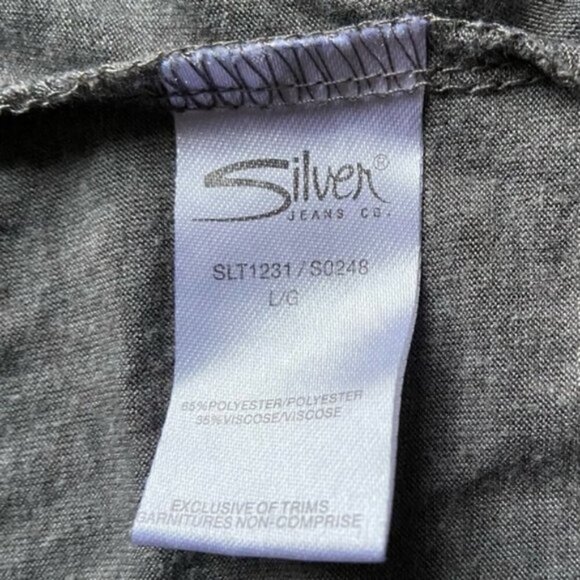 Silver®
JEANS CO.
SLT1231/S0248
L/G
65%POLYESTER/POLYESTER
35%VISCOSE/VISCOSE
EXCLUSIVE OF TRIMS
GARNITURES NON-COMPRISE